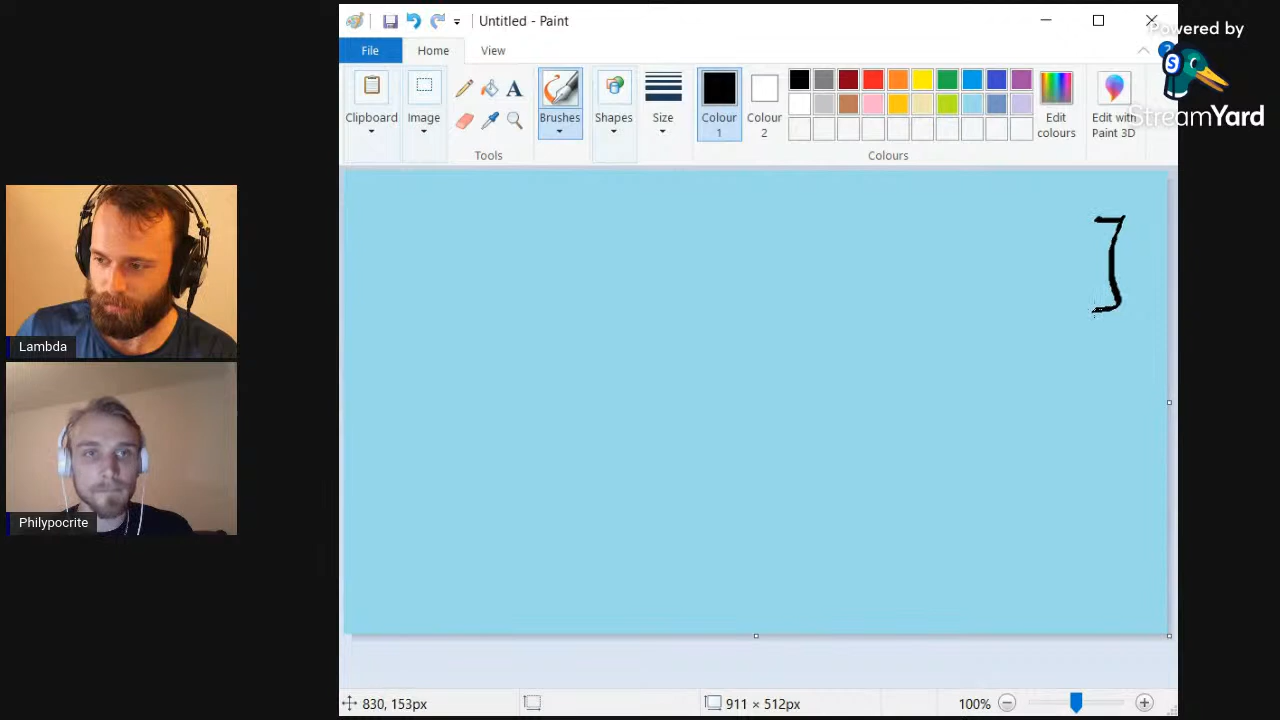 Untitled - Paint
Powered by
StreamYard
File Home View
Clipboard
Image
Tools
Brushes
Shapes
Size
Colour 1
Colour 2
Edit colours
Edit with Paint 3D
Colours
Lambda
Philypocrite
830, 153px
911 × 512px
100%